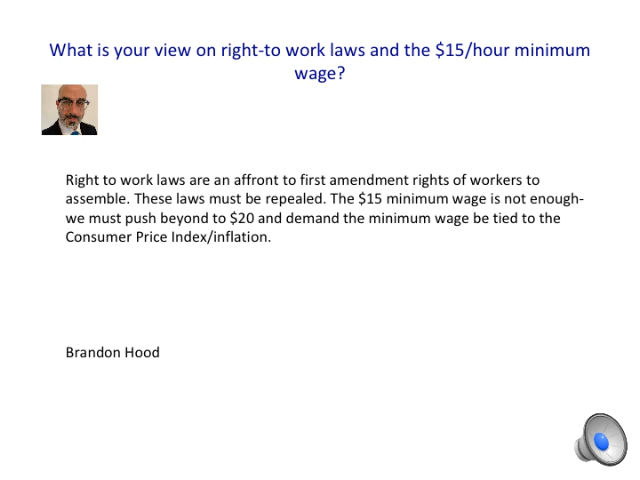 What is your view on right-to work laws and the $15/hour minimum
wage?
Right to work laws are an affront to first amendment rights of workers to
assemble. These laws must be repealed. The $15 minimum wage is not enough-
we must push beyond to $20 and demand the minimum wage be tied to the
Consumer Price Index/inflation.
Brandon Hood